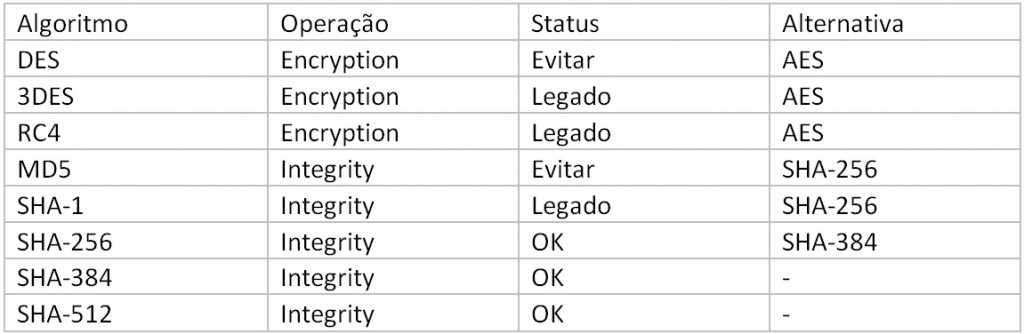 Algoritmo Operação Status Alternativa
DES Encryption Evitar AES
3DES Encryption Legado AES
RC4 Encryption Legado AES
MD5 Integrity Evitar SHA-256
SHA-1 Integrity Legado SHA-256
SHA-256 Integrity OK SHA-384
SHA-384 Integrity OK -
SHA-512 Integrity OK -